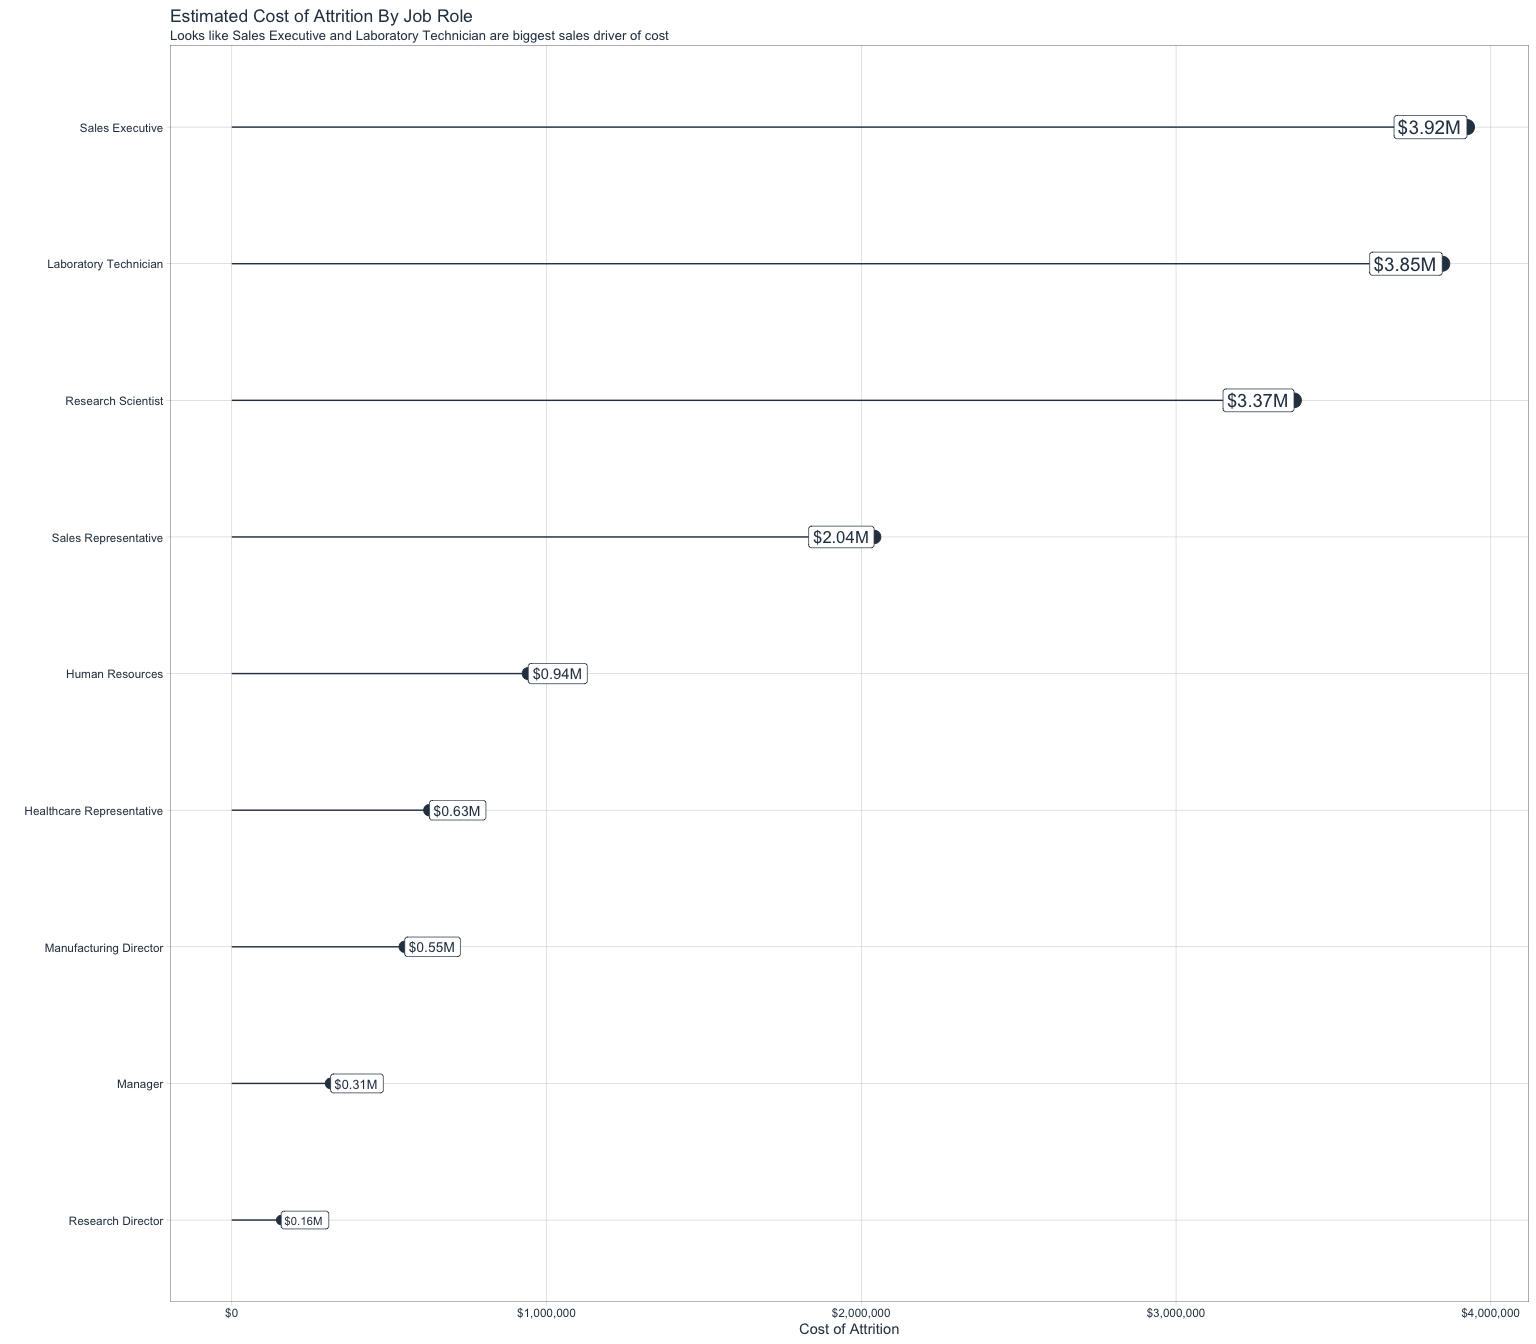 Estimated Cost of Attrition By Job Role
Looks like Sales Executive and Laboratory Technician are biggest sales driver of cost
Sales Executive $3.92M
Laboratory Technician $3.85M
Research Scientist $3.37M
Sales Representative $2.04M
Human Resources $0.94M
Healthcare Representative $0.63M
Manufacturing Director $0.55M
Manager $0.31M
Research Director $0.16M
$0 $1,000,000 $2,000,000 $3,000,000 $4,000,000
Cost of Attrition